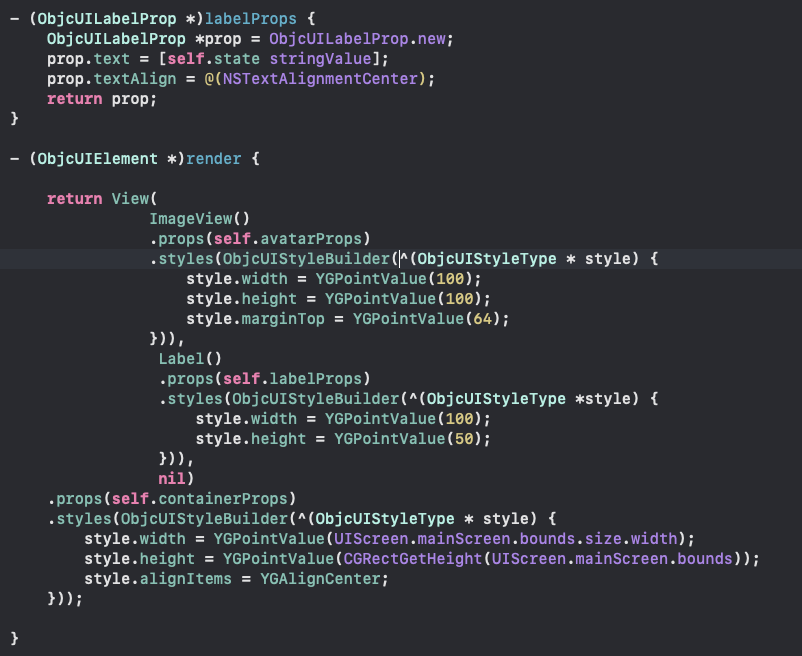 - (ObjcUILabelProp *)labelProps {
    ObjcUILabelProp *prop = ObjcUILabelProp.new;
    prop.text = [self.state stringValue];
    prop.textAlign = @(NSTextAlignmentCenter);
    return prop;
}
- (ObjcUIElement *)render {
    return View(
               ImageView()
               .props(self.avatarProps)
               .styles(ObjcUIStyleBuilder(^(ObjcUIStyleType * style) {
                   style.width = YGPointValue(100);
                   style.height = YGPointValue(100);
                   style.marginTop = YGPointValue(64);
               })),
                Label()
                .props(self.labelProps)
                .styles(ObjcUIStyleBuilder(^(ObjcUIStyleType *style) {
                    style.width = YGPointValue(100);
                    style.height = YGPointValue(50);
                })),
                nil)
    .props(self.containerProps)
    .styles(ObjcUIStyleBuilder(^(ObjcUIStyleType * style) {
        style.width = YGPointValue(UIScreen.mainScreen.bounds.size.width);
        style.height = YGPointValue(CGRectGetHeight(UIScreen.mainScreen.bounds));
        style.alignItems = YGAlignCenter;
    }));
}